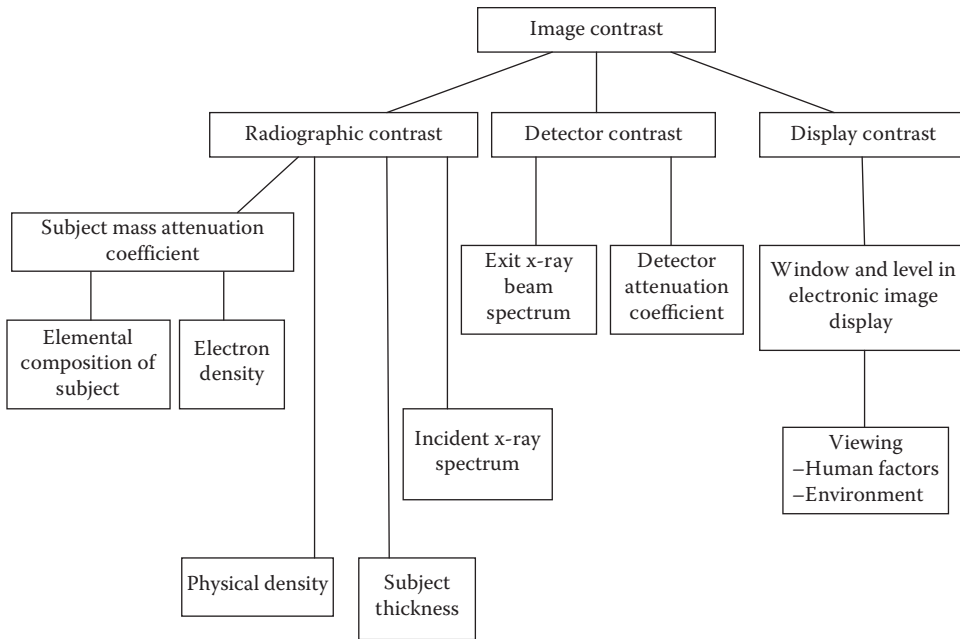 Image contrast
Radiographic contrast
Detector contrast
Display contrast
Subject mass attenuation
coefficient
Exit x-ray
beam
spectrum
Detector
attenuation
coefficient
Window and level in
electronic image
display
Elemental
composition of
subject
Electron
density
Incident x-ray
spectrum
Viewing
–Human factors
–Environment
Physical density
Subject
thickness